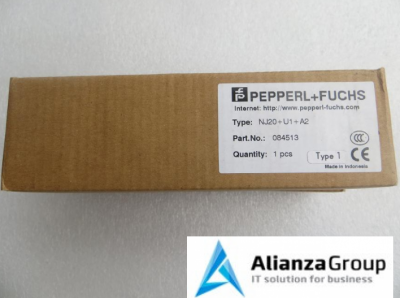 PEPPERL+FUCHS
Internet: http://www.pepperl-fuchs.com
Type: NJ20+U1+A2
Part.No.: 084513
Quantity: 1 pcs
Type 1
Made in Indonesia
AlianzaGroup
IT solution for business